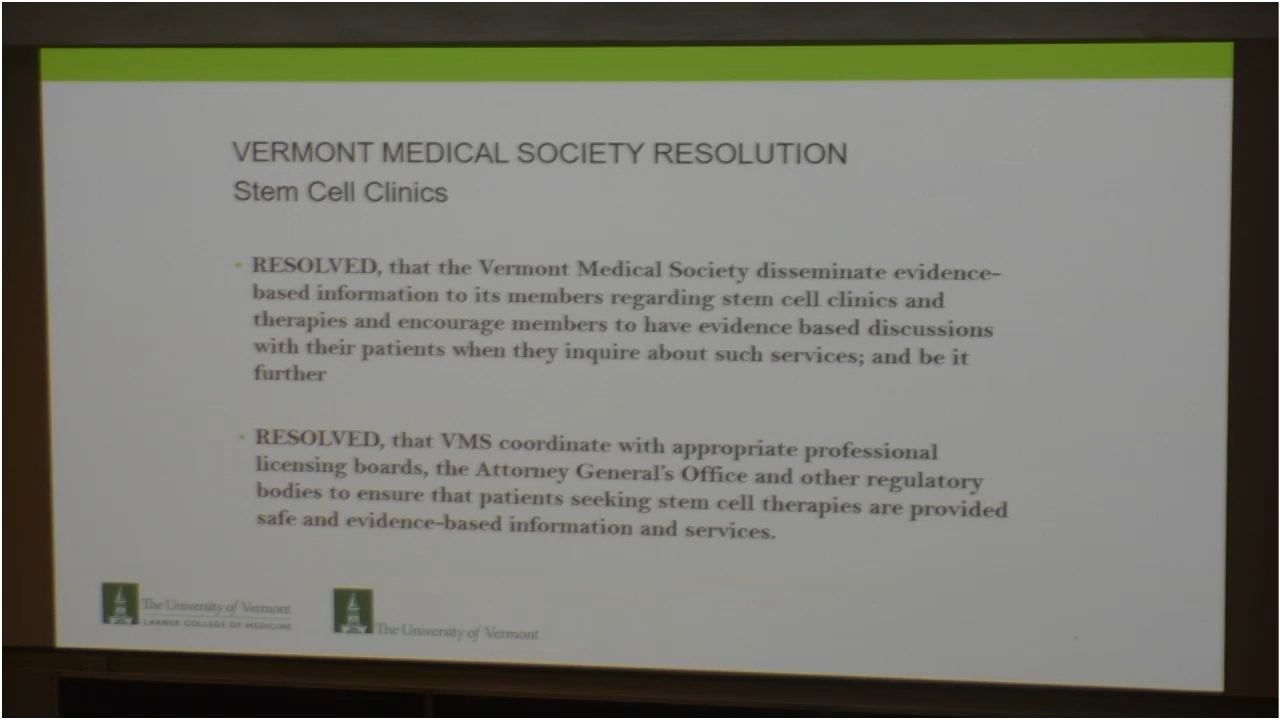 VERMONT MEDICAL SOCIETY RESOLUTION
Stem Cell Clinics
RESOLVED, that the Vermont Medical Society disseminate evidence-
based information to its members regarding stem cell clinics and
therapies and encourage members to have evidence based discussions
with their patients when they inquire about such services; and be it
further
RESOLVED, that VMS coordinate with appropriate professional
licensing boards, the Attorney General's Office and other regulatory
bodies to ensure that patients seeking stem cell therapies are provided
safe and evidence-based information and services.
The University of Vermont
LARNER COLLEGE OF MEDICINE
The University of Vermont